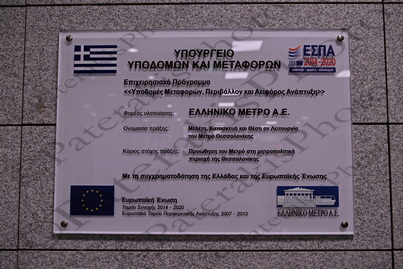 ΥΠΟΥΡΓΕΙΟ
ΥΠΟΔΟΜΩΝ ΚΑΙ ΜΕΤΑΦΟΡΩΝ
ΕΣΠΑ
2014-2020
Επιχειρησιακό Πρόγραμμα
<<Υποδομές Μεταφορών, Περιβάλλον και Αειφόρος Ανάπτυξη>>
Φορέας υλοποίησης: ΕΛΛΗΝΙΚΟ ΜΕΤΡΟ Α.Ε.
Ονομασία πράξης: Μελέτη, Κατασκευή και Θέση σε Λειτουργία
του Μετρό Θεσσαλονίκης
Κύριος στόχος πράξης: Προώθηση του Μετρό στη μητροπολιτική
περιοχή της Θεσσαλονίκης
Με τη συγχρηματοδότηση της Ελλάδας και της Ευρωπαϊκής Ένωσης
Ευρωπαϊκή Ένωση
Ταμείο Συνοχής 2014 - 2020
Ευρωπαϊκό Ταμείο Περιφερειακής Ανάπτυξης 2007 - 2013
ΕΛΛΗΝΙΚΟ ΜΕΤΡΟ Α.Ε.